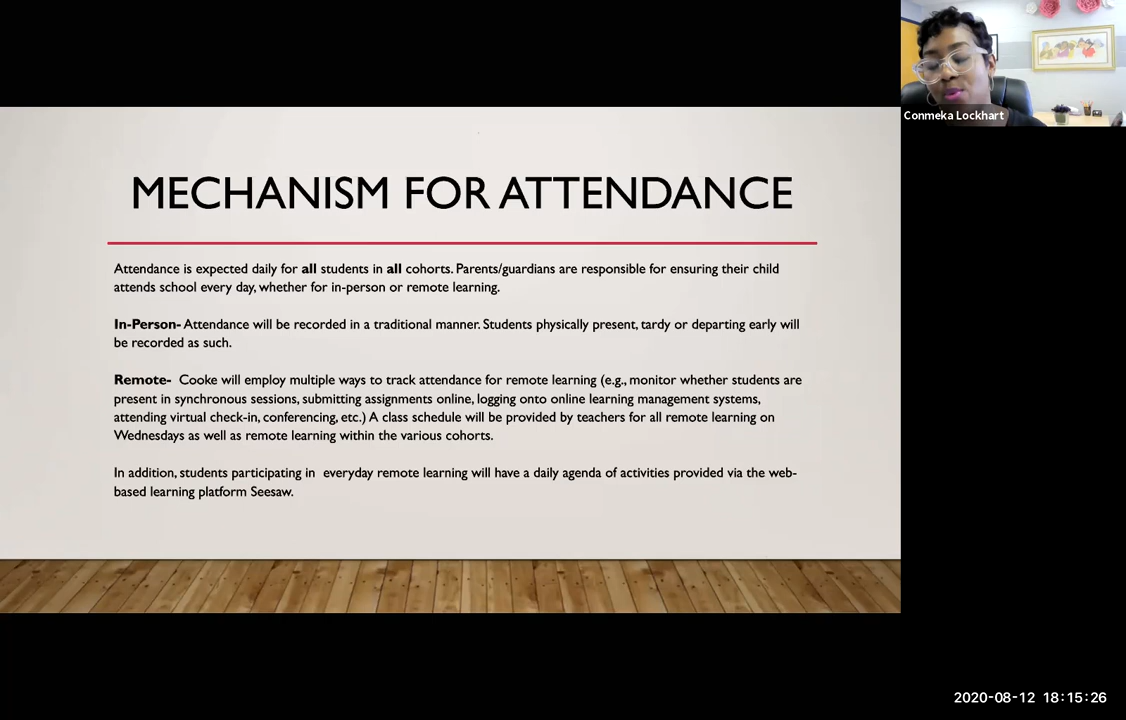 Conmeka Lockhart
MECHANISM FOR ATTENDANCE
Attendance is expected daily for all students in all cohorts. Parents/guardians are responsible for ensuring their child
attends school every day, whether for in-person or remote learning.
In-Person- Attendance will be recorded in a traditional manner. Students physically present, tardy or departing early will
be recorded as such.
Remote- Cooke will employ multiple ways to track attendance for remote learning (e.g., monitor whether students are
present in synchronous sessions, submitting assignments online, logging onto online learning management systems,
attending virtual check-in, conferencing, etc.) A class schedule will be provided by teachers for all remote learning on
Wednesdays as well as remote learning within the various cohorts.
In addition, students participating in everyday remote learning will have a daily agenda of activities provided via the web-
based learning platform Seesaw.
2020-08-12 18:15:26